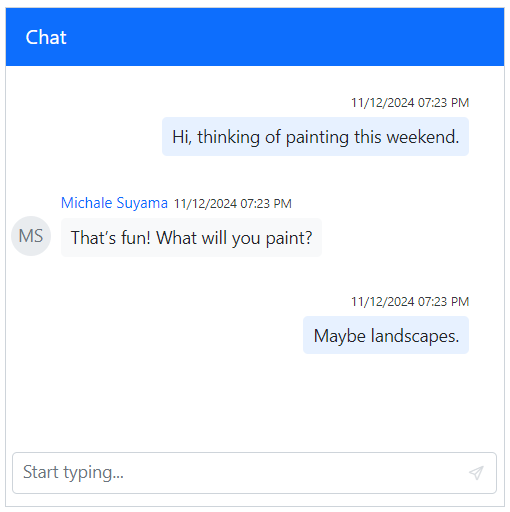 Chat
11/12/2024 07:23 PM
Hi, thinking of painting this weekend.
Michale Suyama 11/12/2024 07:23 PM
MS
That's fun! What will you paint?
11/12/2024 07:23 PM
Maybe landscapes.
Start typing...